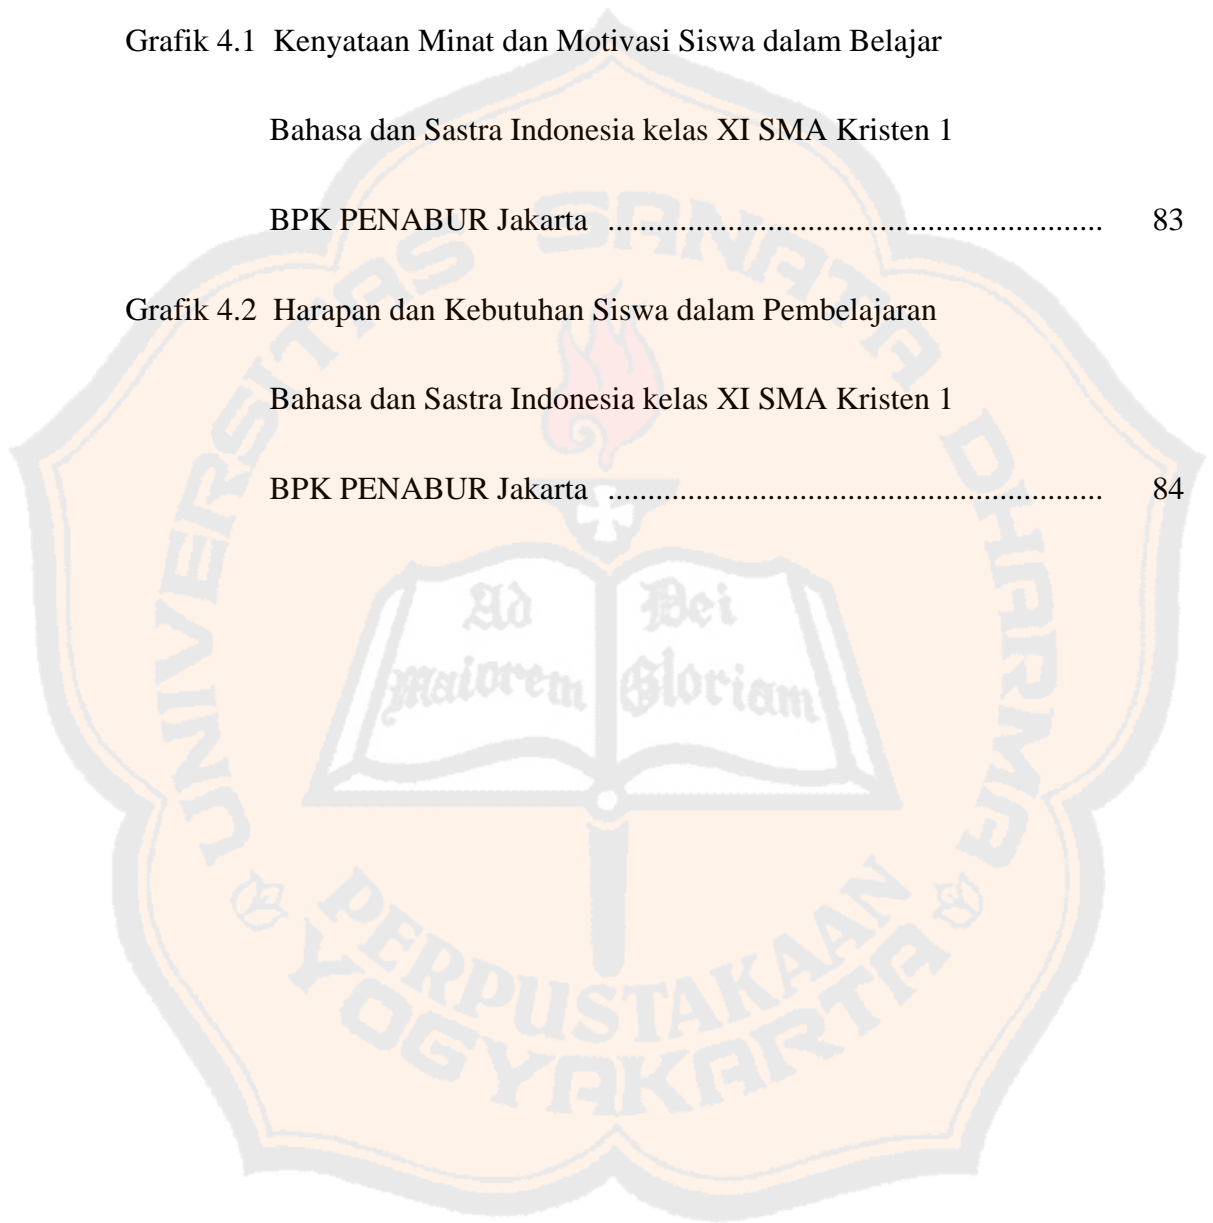 Grafik 4.1  Kenyataan Minat dan Motivasi Siswa dalam Belajar
Bahasa dan Sastra Indonesia kelas XI SMA Kristen 1
BPK PENABUR Jakarta .............................................................. 83
Grafik 4.2  Harapan dan Kebutuhan Siswa dalam Pembelajaran
Bahasa dan Sastra Indonesia kelas XI SMA Kristen 1
BPK PENABUR Jakarta .............................................................. 84
UNIVERSITAS SANATA DHARMA
Ad Dei
Maiorem Gloriam
PERPUSTAKAAN
YOGYAKARTA